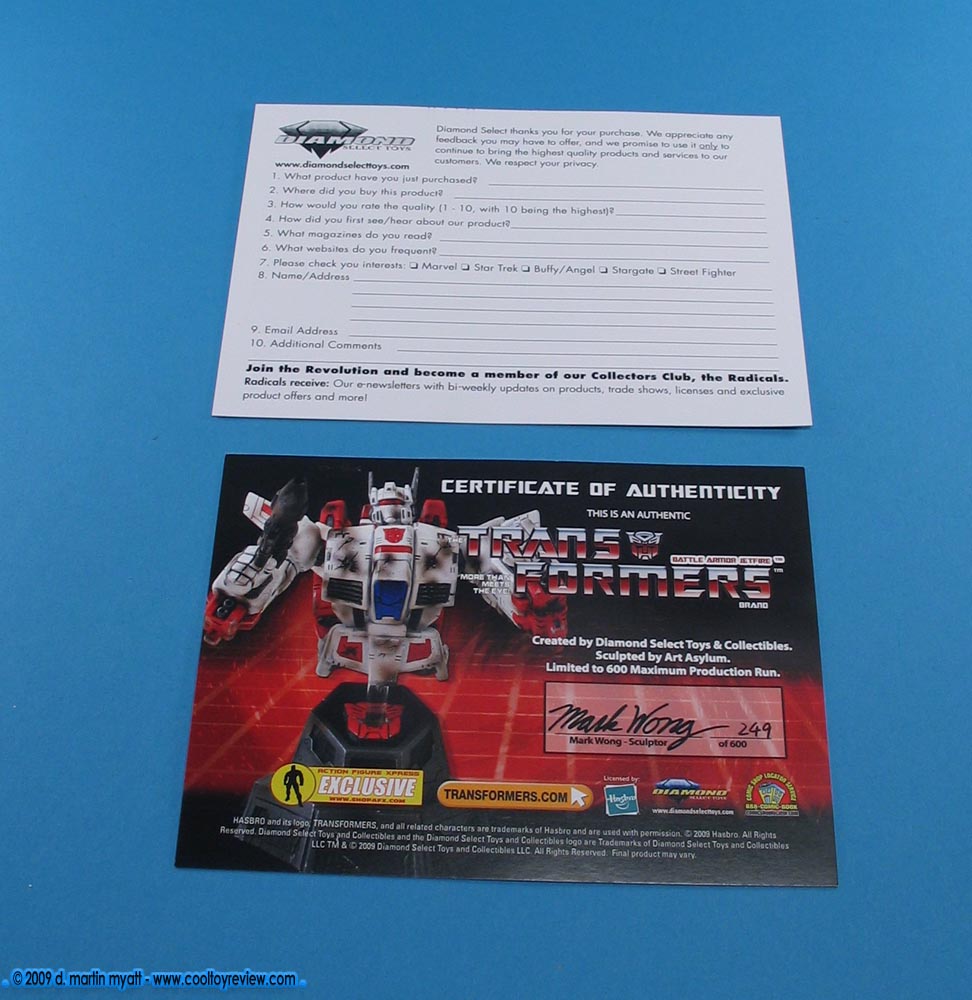 DIAMOND
SELECT TOYS
www.diamondselecttoys.com
Diamond Select thanks you for your purchase. We appreciate any
feedback you may have to offer, and we promise to use it only to
continue to bring the highest quality products and services to our
customers. We respect your privacy.
1. What product have you just purchased?
2. Where did you buy this product?
3. How would you rate the quality (1 - 10, with 10 being the highest)?
4. How did you first see/hear about our product?
5. What magazines do you read?
6. What websites do you frequent?
7. Please check you interests: ❏ Marvel ❏ Star Trek ❏ Buffy/Angel ❏ Stargate ❏ Street Fighter
8. Name/Address
9. Email Address
10. Additional Comments
Join the Revolution and become a member of our Collectors Club, the Radicals.
Radicals receive: Our e-newsletters with bi-weekly updates on products, trade shows, licenses and exclusive
product offers and more!
CERTIFICATE OF AUTHENTICITY
THIS IS AN AUTHENTIC
THE TRANS
BATTLE ARMOR JETFIRE™
MORE THAN
MEETS
THE EYE!
FORMERS™
BRAND
Created by Diamond Select Toys & Collectibles.
Sculpted by Art Asylum.
Limited to 600 Maximum Production Run.
Mark Wong 249
Mark Wong - Sculptor of 600
ACTION FIGURE XPRESS
EXCLUSIVE
WWW.SHOPAFX.COM
TRANSFORMERS.COM
Licensed by:
Hasbro
DIAMOND
SELECT TOYS
www.diamondselecttoys.com
COMIC SHOP LOCATOR SERVICE
888-COMIC-BOOK
HASBRO and its logo, TRANSFORMERS, and all related characters are trademarks of Hasbro and are used with permission. © 2009 Hasbro. All Rights
Reserved. Diamond Select Toys and Collectibles and the Diamond Select Toys and Collectibles logo are Trademarks of Diamond Select Toys and Collectibles
LLC TM & © 2009 Diamond Select Toys and Collectibles LLC. All Rights Reserved. Final product may vary.
© 2009 d. martin myatt - www.cooltoyreview.com